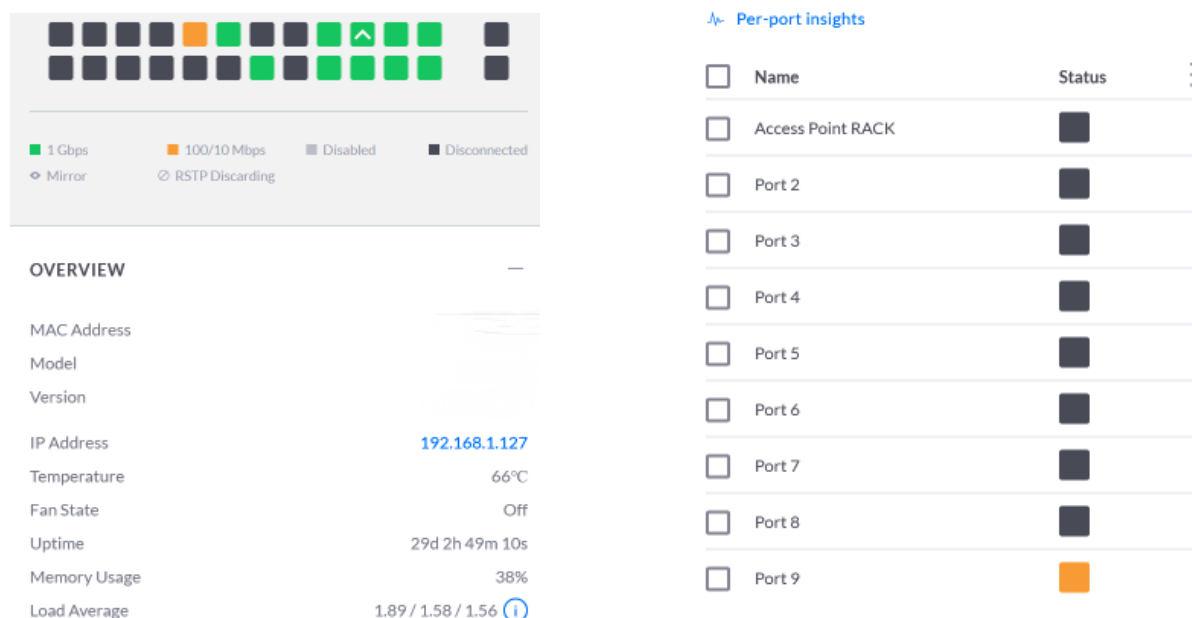 1 Gbps 100/10 Mbps Disabled Disconnected
Mirror RSTP Discarding
OVERVIEW
MAC Address
Model
Version
IP Address 192.168.1.127
Temperature 66°C
Fan State Off
Uptime 29d 2h 49m 10s
Memory Usage 38%
Load Average 1.89 / 1.58 / 1.56
Per-port insights
Name Status
Access Point RACK
Port 2
Port 3
Port 4
Port 5
Port 6
Port 7
Port 8
Port 9